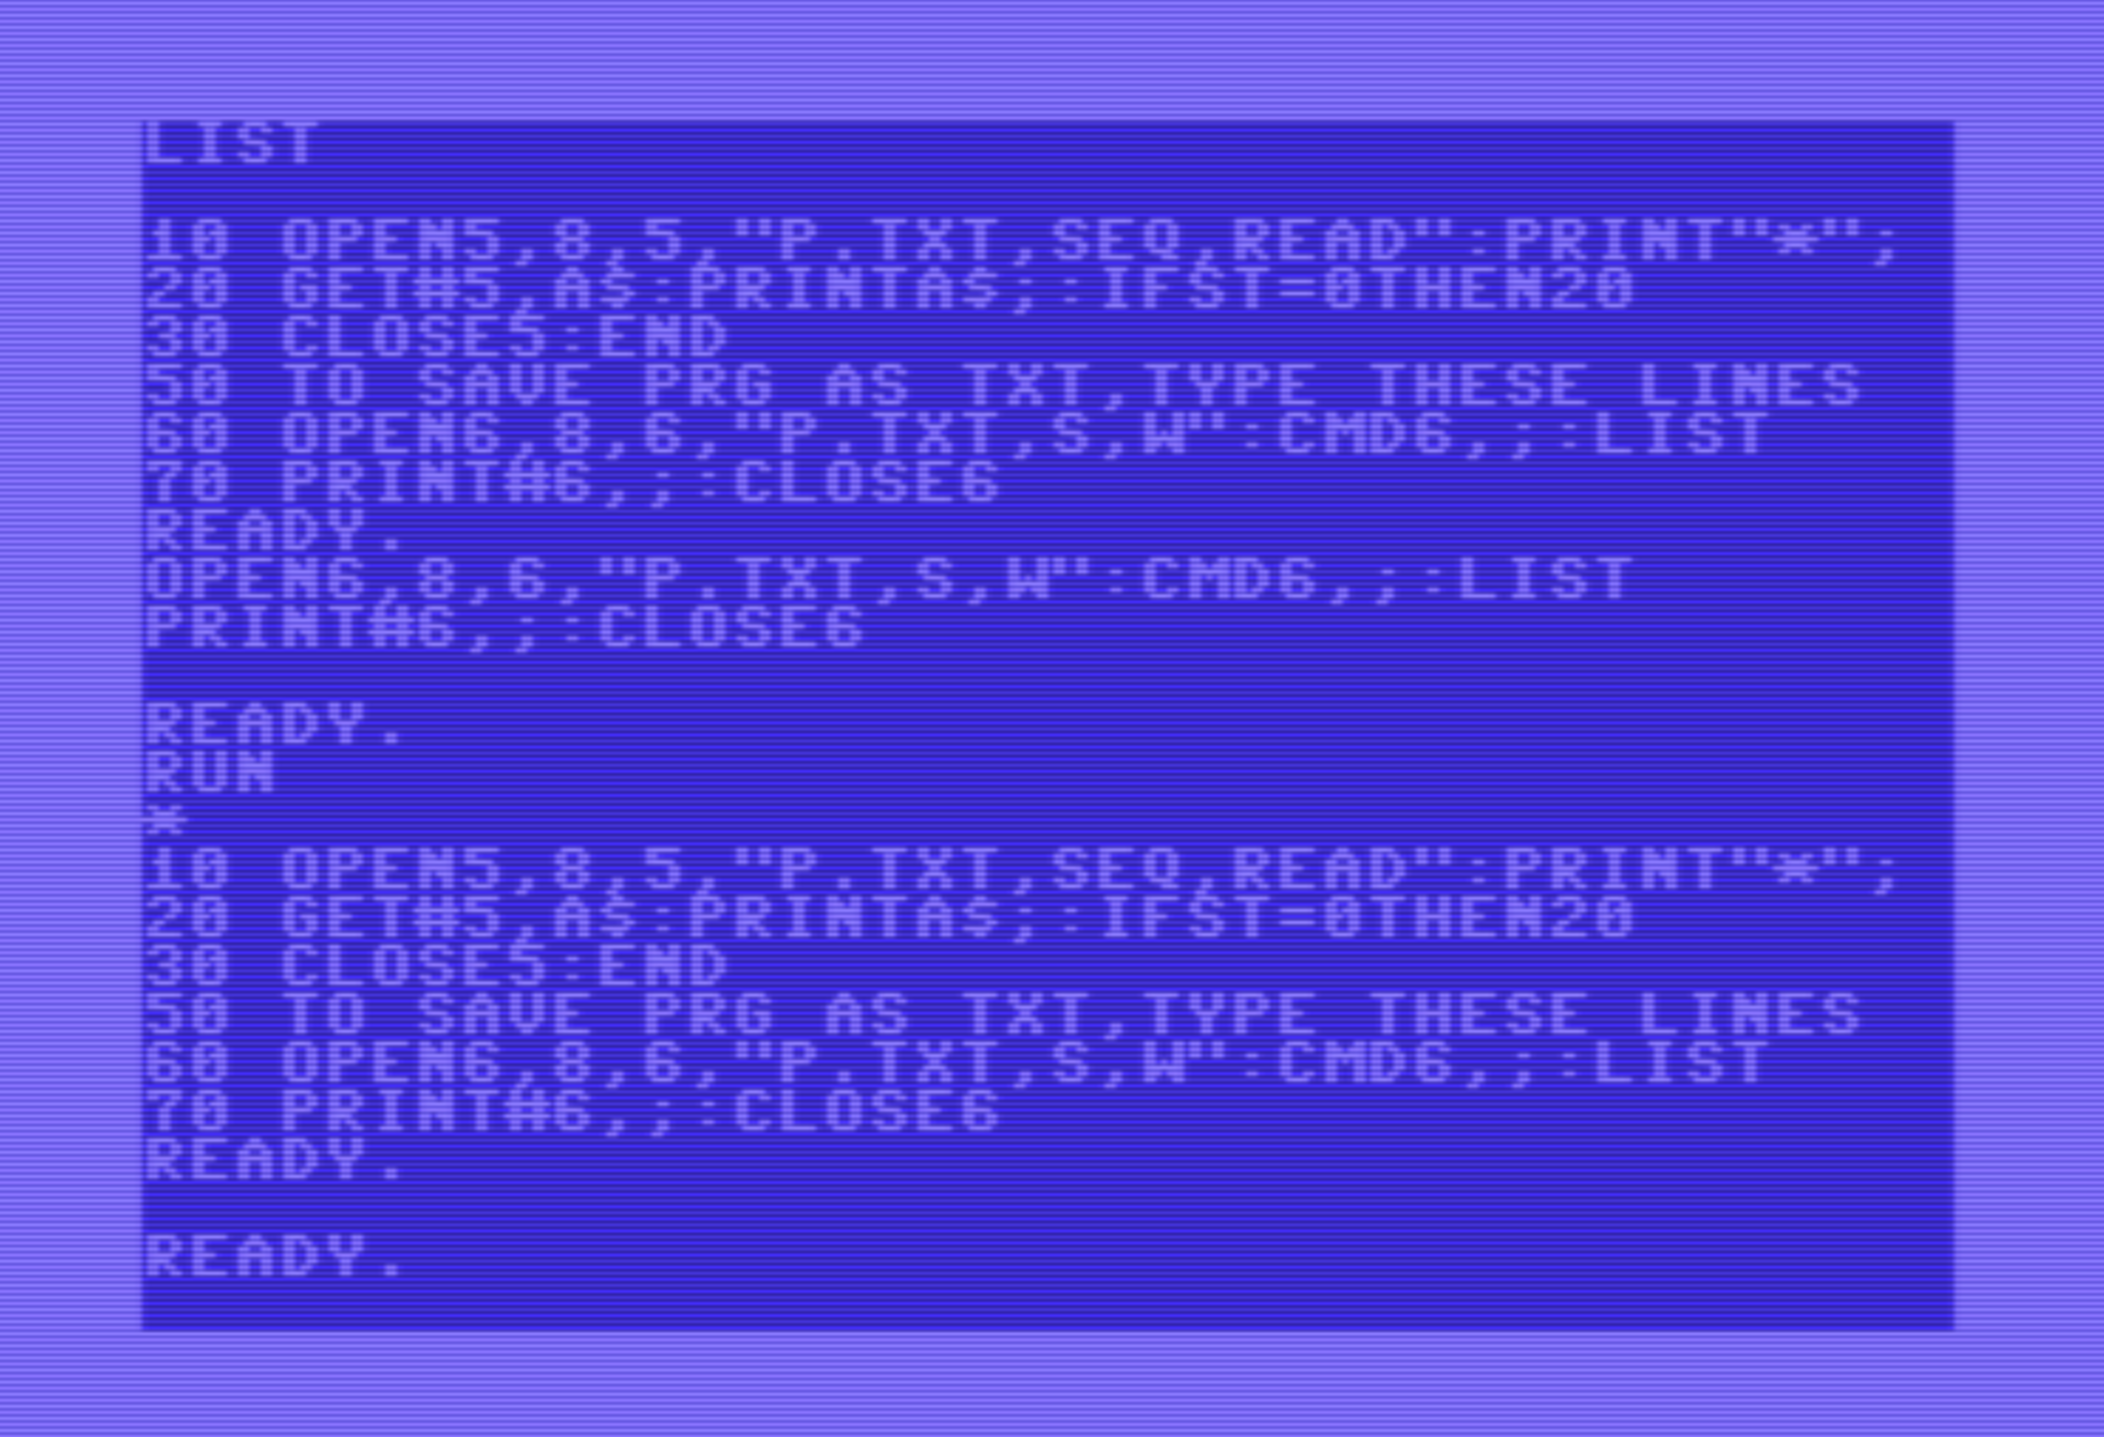 LIST
10 OPEN5,8,5,"P.TXT,SEQ,READ":PRINT"*";
20 GET#5,A$:PRINTA$;:IFST=0THEN20
30 CLOSE5:END
50 TO SAVE PRG AS TXT,TYPE THESE LINES
60 OPEN6,8,6,"P.TXT,S,W":CMD6,;:LIST
70 PRINT#6,;:CLOSE6
READY.
OPEN6,8,6,"P.TXT,S,W":CMD6,;:LIST
PRINT#6,;:CLOSE6
READY.
RUN
*
10 OPEN5,8,5,"P.TXT,SEQ,READ":PRINT"*";
20 GET#5,A$:PRINTA$;:IFST=0THEN20
30 CLOSE5:END
50 TO SAVE PRG AS TXT,TYPE THESE LINES
60 OPEN6,8,6,"P.TXT,S,W":CMD6,;:LIST
70 PRINT#6,;:CLOSE6
READY.
READY.